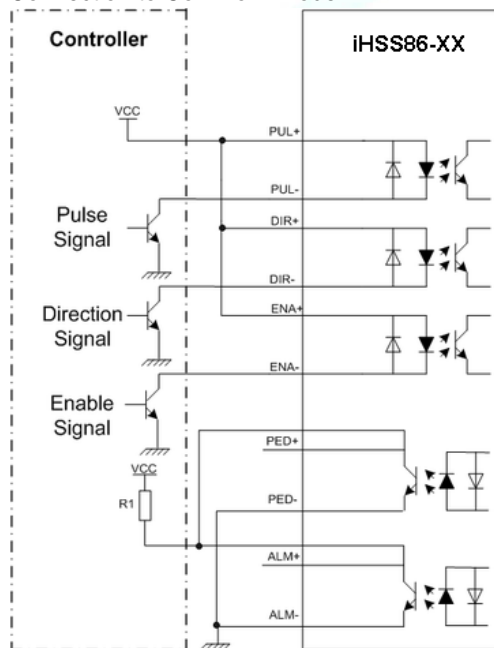 Controller
iHSS86-XX
VCC
PUL+
PUL-
Pulse
Signal
DIR+
DIR-
Direction
Signal
ENA+
ENA-
Enable
Signal
PED+
VCC
R1
PED-
ALM+
ALM-